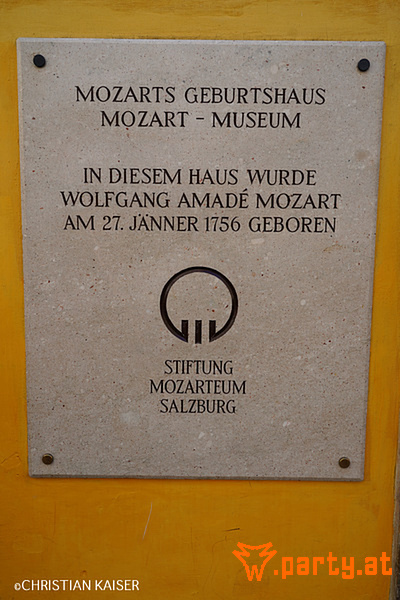 MOZARTS GEBURTSHAUS
MOZART - MUSEUM
IN DIESEM HAUS WURDE
WOLFGANG AMADÉ MOZART
AM 27. JÄNNER 1756 GEBOREN
STIFTUNG
MOZARTEUM
SALZBURG
party.at
©CHRISTIAN KAISER